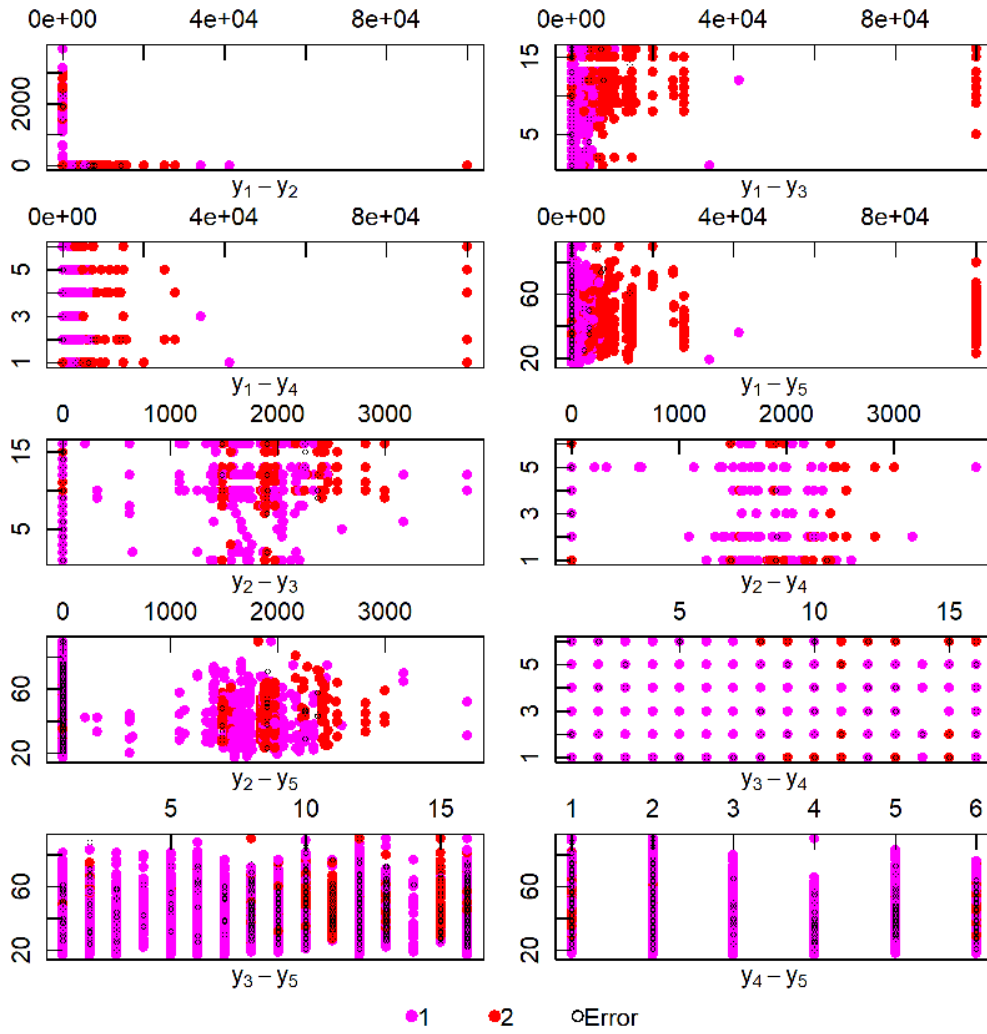 0e+00 4e+04 8e+04 0e+00 4e+04 8e+04
2000 15
5
0
y₁ – y₂ y₁ – y₃
0e+00 4e+04 8e+04 0e+00 4e+04 8e+04
5
3 60
1 20
y₁ – y₄ y₁ – y₅
0 1000 2000 3000 0 1000 2000 3000
15 5
5 3
1
y₂ – y₃ y₂ – y₄
0 1000 2000 3000 5 10 15
5
60 3
20 1
y₂ – y₅ y₃ – y₄
5 10 15 1 2 3 4 5 6
60 60
20 20
y₃ – y₅ y₄ – y₅
1 2 Error